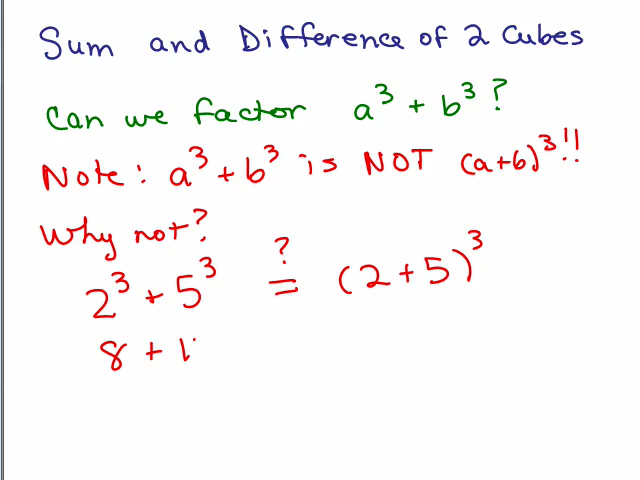 Sum and Difference of 2 Cubes
Can we factor a³ + b³ ?
Note: a³ + b³ is NOT (a+b)³!!
Why not?
2³ + 5³ ?= (2+5)³
8 + 1